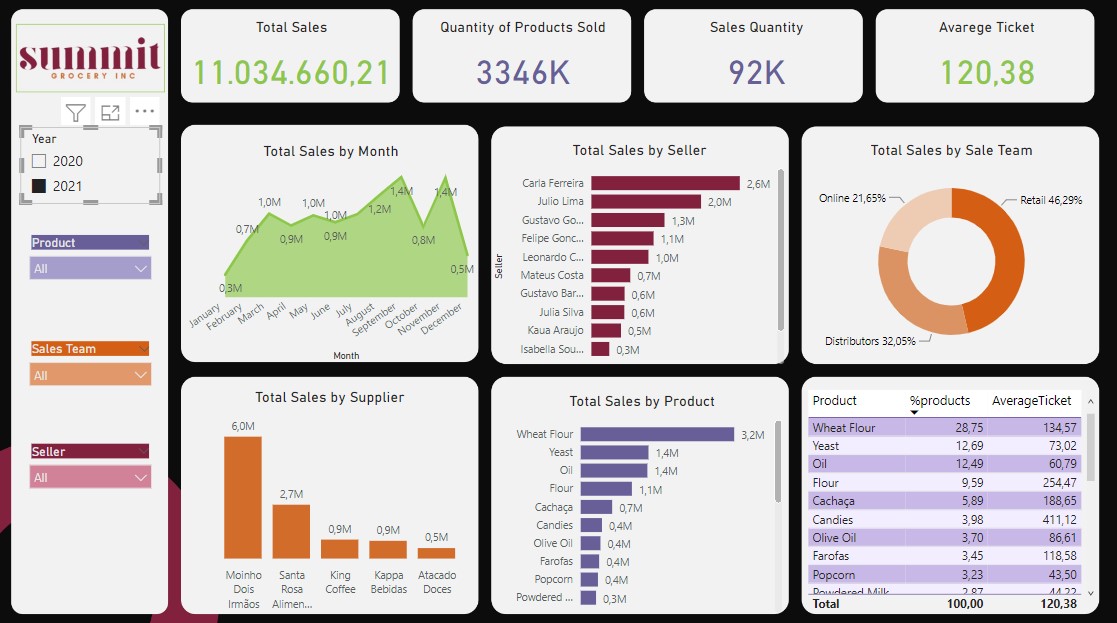 summit
GROCERY INC
Year
2020
2021
Product
All
Sales Team
All
Seller
All
Total Sales
11.034.660,21
Quantity of Products Sold
3346K
Sales Quantity
92K
Avarege Ticket
120,38
Total Sales by Month
0,3M
0,7M
1,0M
0,9M
1,0M
0,9M
1,0M
1,2M
1,4M
0,8M
1,4M
0,5M
January
February
March
April
May
June
July
August
September
October
November
December
Month
Total Sales by Seller
Seller
Carla Ferreira 2,6M
Julio Lima 2,0M
Gustavo Go... 1,3M
Felipe Gonc... 1,1M
Leonardo C... 1,0M
Mateus Costa 0,7M
Gustavo Bar... 0,6M
Julia Silva 0,6M
Kaua Araujo 0,5M
Isabella Sou... 0,3M
Total Sales by Sale Team
Online 21,65%
Retail 46,29%
Distributors 32,05%
Total Sales by Supplier
6,0M
2,7M
0,9M
0,9M
0,5M
Moinho
Dois
Irmãos
Santa
Rosa
Alimen...
King
Coffee
Kappa
Bebidas
Atacado
Doces
Total Sales by Product
Wheat Flour 3,2M
Yeast 1,4M
Oil 1,4M
Flour 1,1M
Cachaça 0,7M
Candies 0,4M
Olive Oil 0,4M
Farofas 0,4M
Popcorn 0,4M
Powdered ... 0,3M
Product %products AverageTicket
Wheat Flour 28,75 134,57
Yeast 12,69 73,02
Oil 12,49 60,79
Flour 9,59 254,47
Cachaça 5,89 188,65
Candies 3,98 411,12
Olive Oil 3,70 86,61
Farofas 3,45 118,58
Popcorn 3,23 43,50
Powdered Milk 2,87 44,22
Total 100,00 120,38